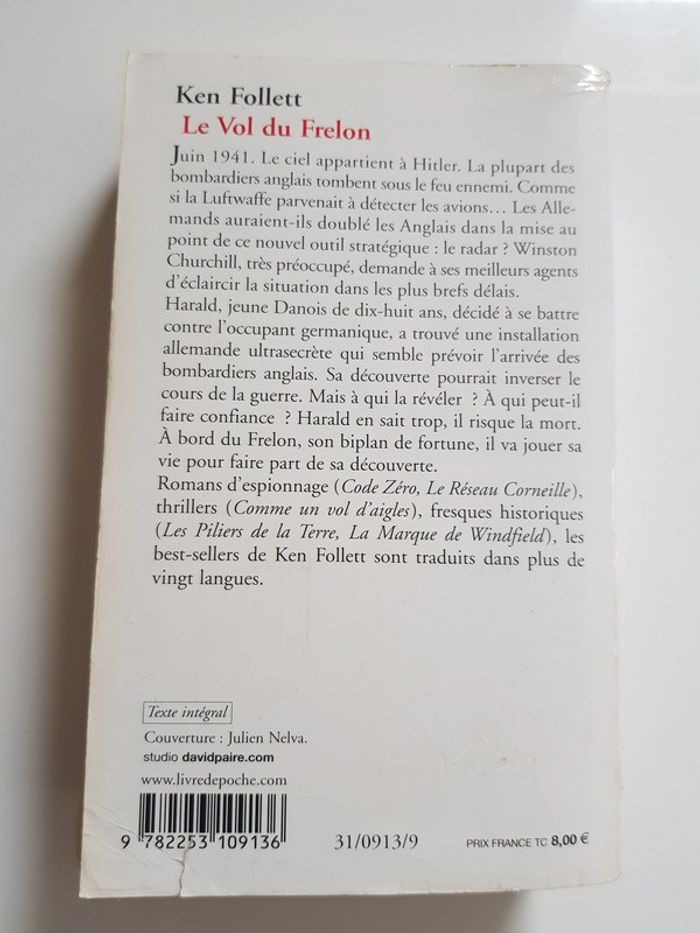 Ken Follett
Le Vol du Frelon
Juin 1941. Le ciel appartient à Hitler. La plupart des
bombardiers anglais tombent sous le feu ennemi. Comme
si la Luftwaffe parvenait à détecter les avions… Les Alle-
mands auraient-ils doublé les Anglais dans la mise au
point de ce nouvel outil stratégique : le radar ? Winston
Churchill, très préoccupé, demande à ses meilleurs agents
d'éclaircir la situation dans les plus brefs délais.
Harald, jeune Danois de dix-huit ans, décidé à se battre
contre l'occupant germanique, a trouvé une installation
allemande ultrasecrète qui semble prévoir l'arrivée des
bombardiers anglais. Sa découverte pourrait inverser le
cours de la guerre. Mais à qui la révéler ? À qui peut-il
faire confiance ? Harald en sait trop, il risque la mort.
À bord du Frelon, son biplan de fortune, il va jouer sa
vie pour faire part de sa découverte.
Romans d'espionnage (Code Zéro, Le Réseau Corneille),
thrillers (Comme un vol d'aigles), fresques historiques
(Les Piliers de la Terre, La Marque de Windfield), les
best-sellers de Ken Follett sont traduits dans plus de
vingt langues.
Texte intégral
Couverture : Julien Nelva.
studio davidpaire.com
www.livredepoche.com
9 782253 109136
31/0913/9
PRIX FRANCE TC 8,00 €